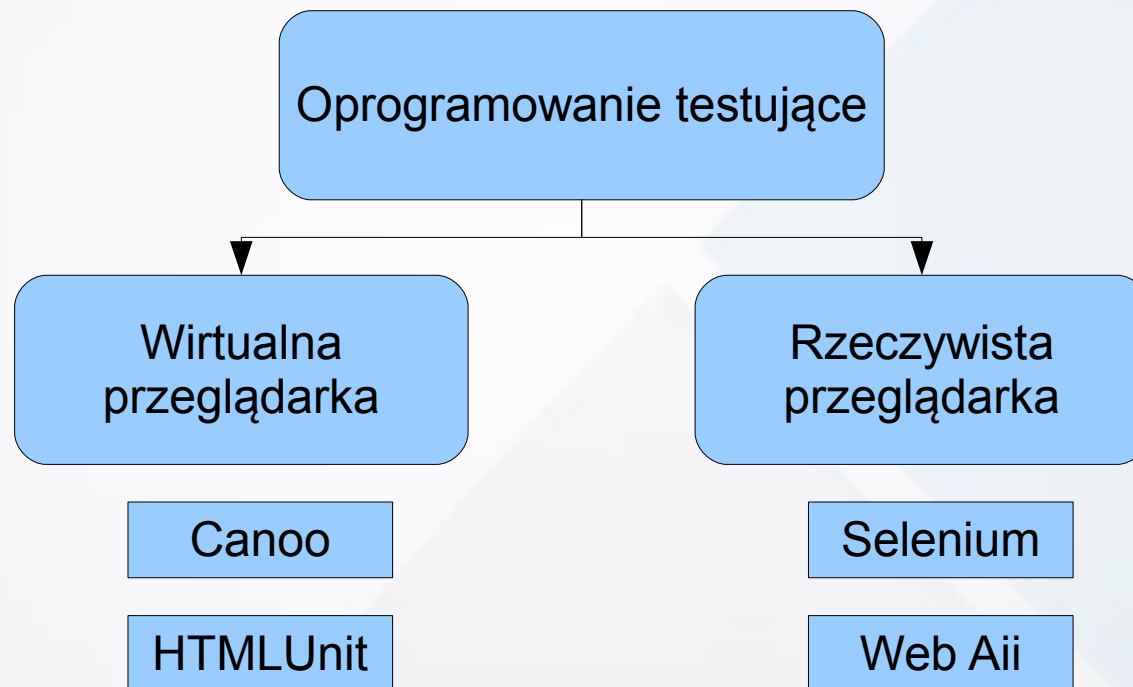 Oprogramowanie testujące
Wirtualna
przeglądarka
Rzeczywista
przeglądarka
Canoo
Selenium
HTMLUnit
Web Aii